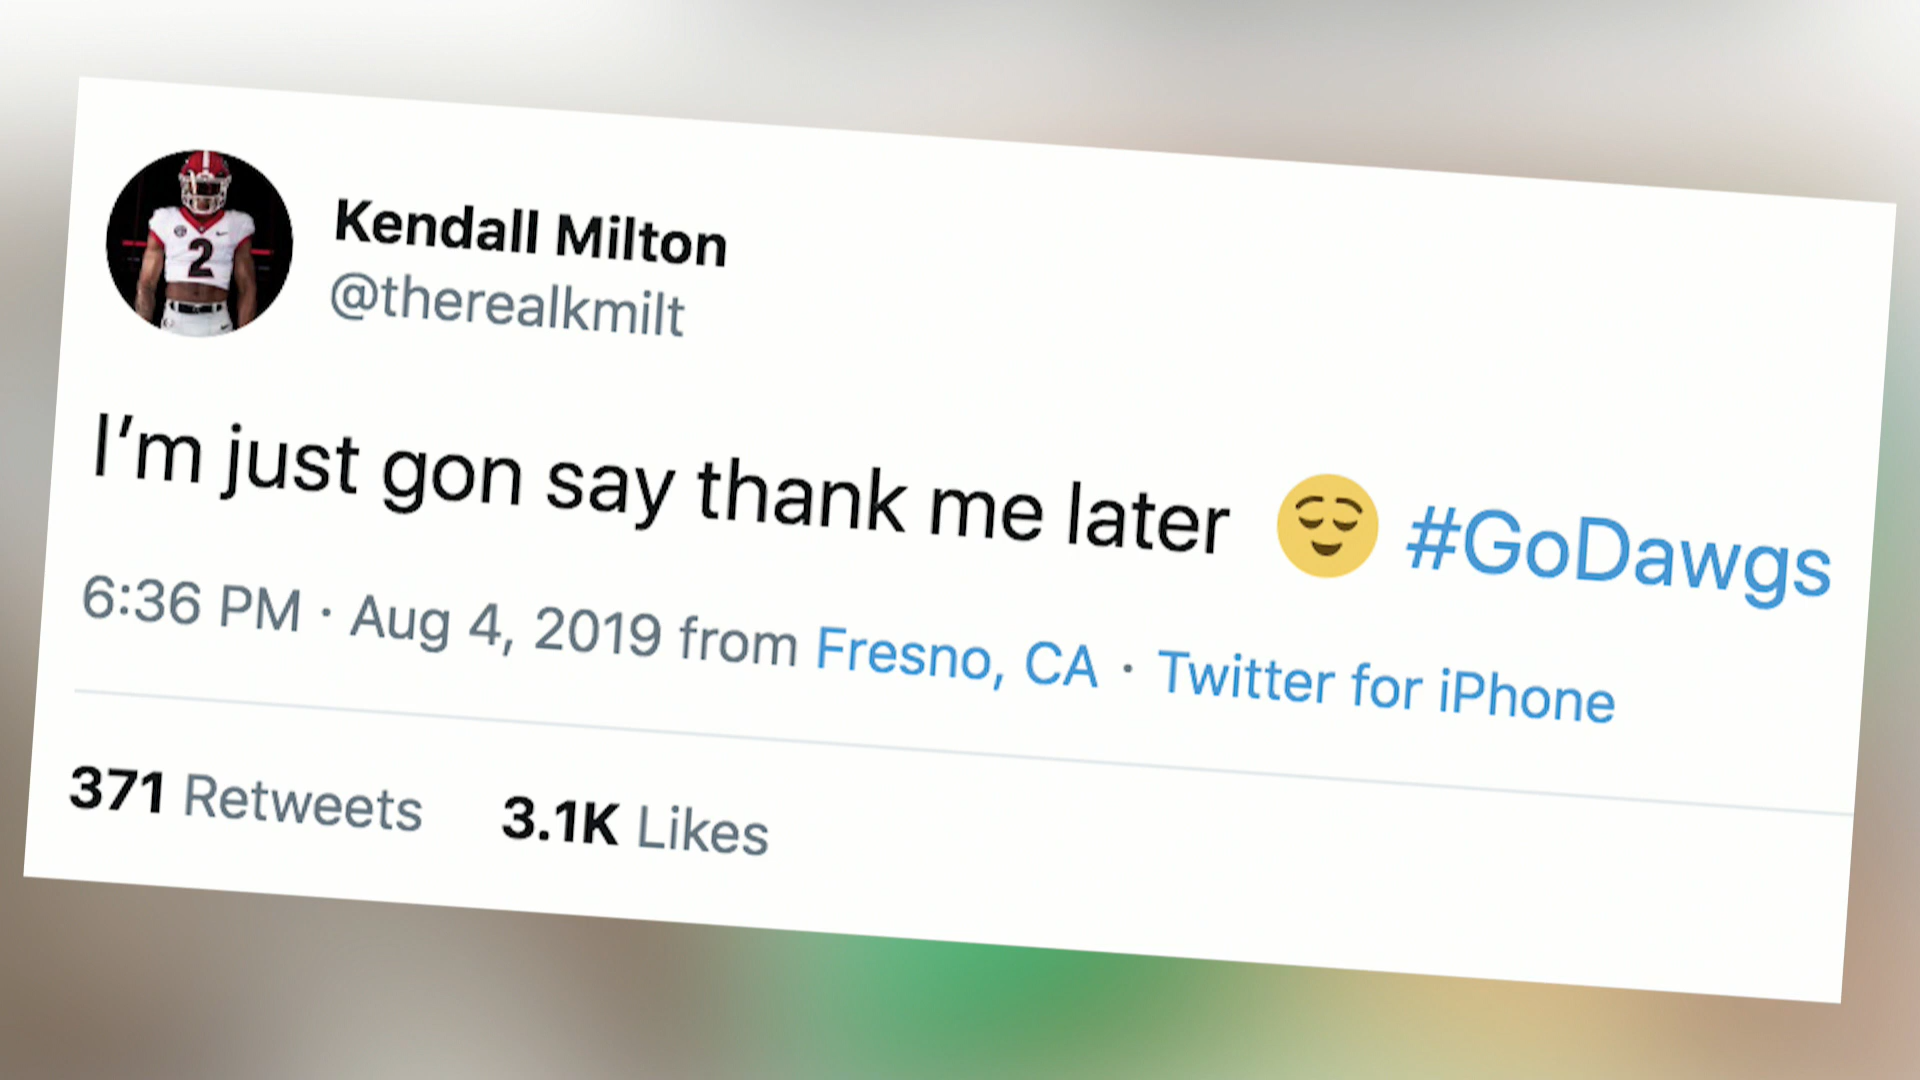 Kendall Milton
@therealkmilt
2
I’m just gon say thank me later 😌 #GoDawgs
6:36 PM · Aug 4, 2019 from Fresno, CA · Twitter for iPhone
371 Retweets 3.1K Likes